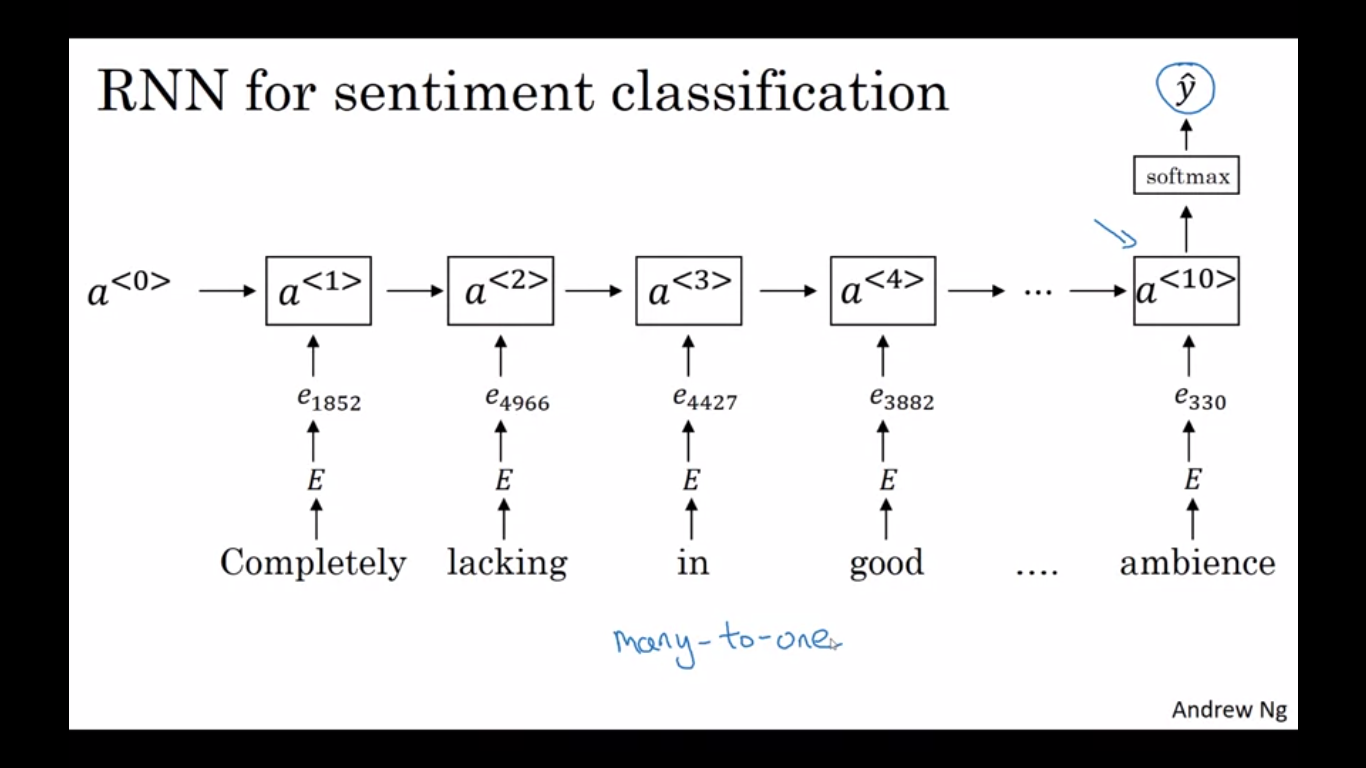 RNN for sentiment classification
ŷ
softmax
a<0> a<1> a<2> a<3> a<4> ... a<10>
e1852 e4966 e4427 e3882 e330
E E E E E
Completely lacking in good .... ambience
many-to-one
Andrew Ng